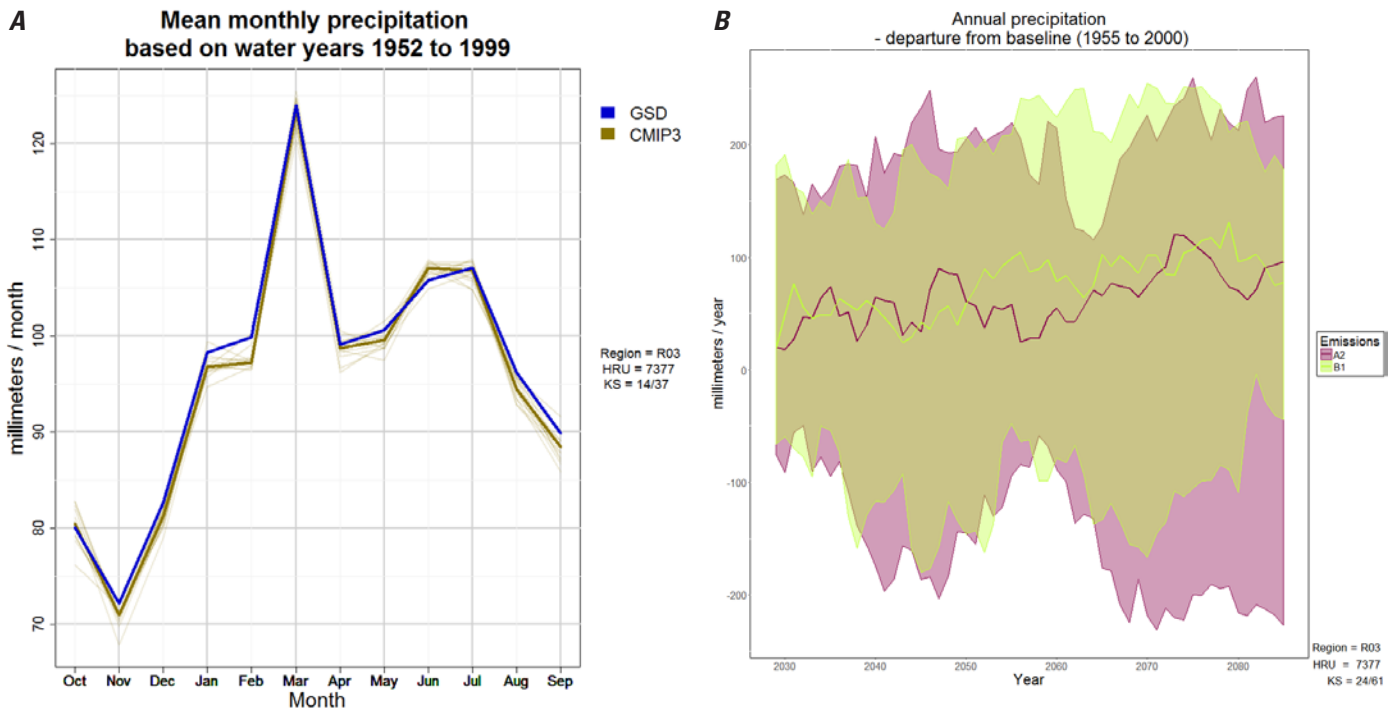 A
Mean monthly precipitation
based on water years 1952 to 1999
millimeters / month
120
110
100
90
80
70
Oct Nov Dec Jan Feb Mar Apr May Jun Jul Aug Sep
Month
GSD
CMIP3
Region = R03
HRU = 7377
KS = 14/37
B
Annual precipitation
- departure from baseline (1955 to 2000)
millimeters / year
200
100
0
-100
-200
2030 2040 2050 2060 2070 2080
Year
Emissions
A2
B1
Region = R03
HRU = 7377
KS = 24/61